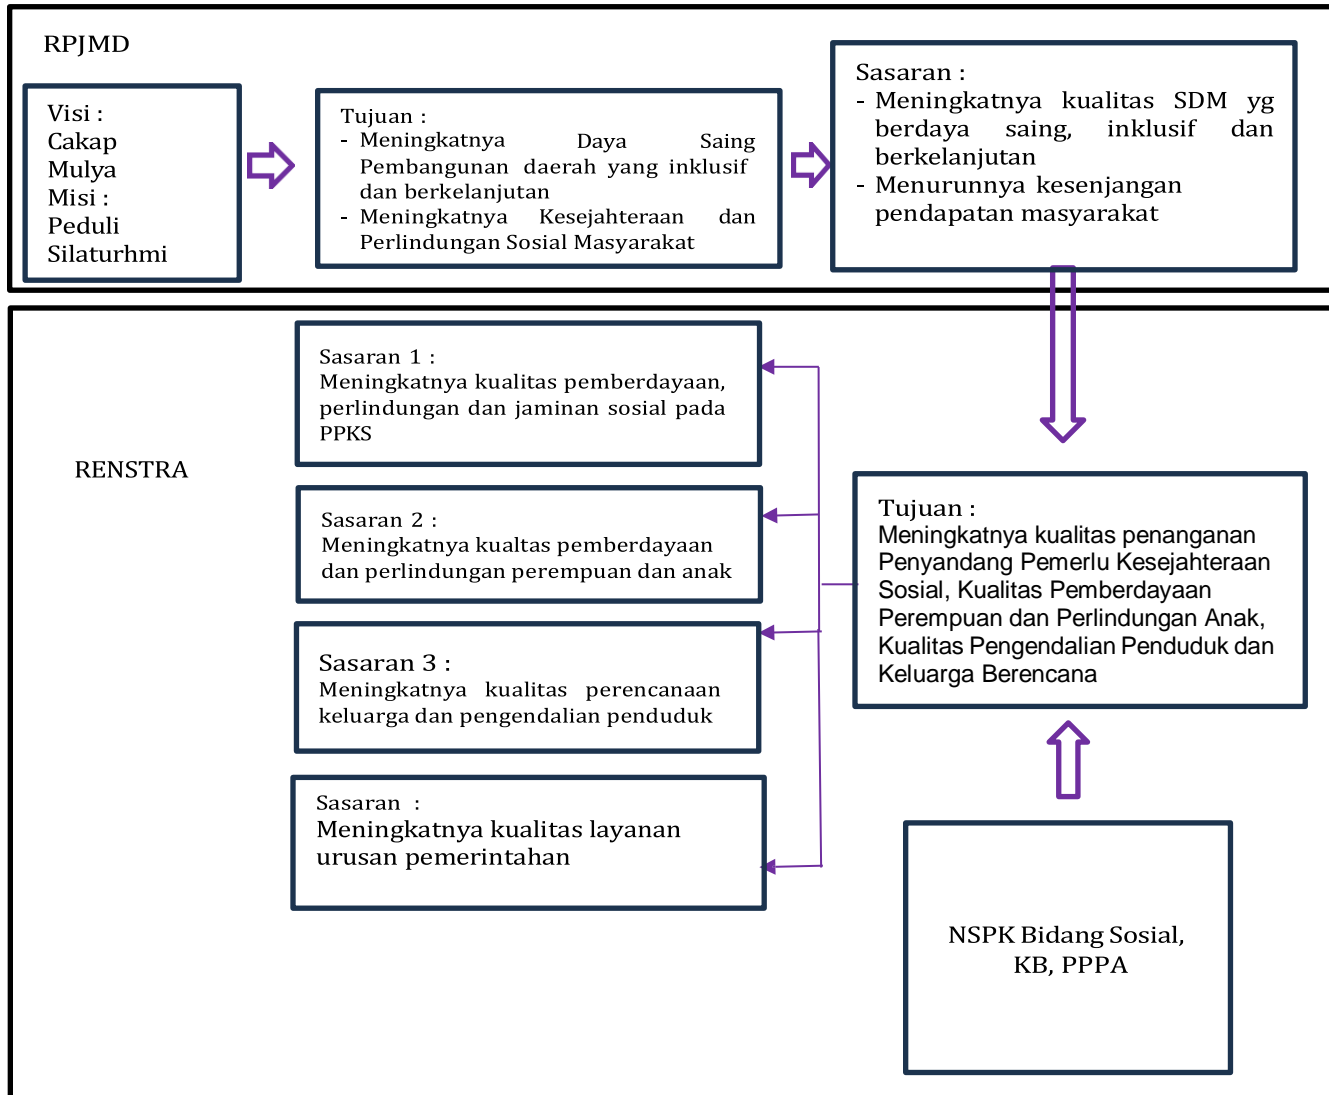 RPJMD
Visi :
Cakap
Mulya
Misi :
Peduli
Silaturhmi
Tujuan :
- Meningkatnya Daya Saing
Pembangunan daerah yang inklusif
dan berkelanjutan
- Meningkatnya Kesejahteraan dan
Perlindungan Sosial Masyarakat
Sasaran :
- Meningkatnya kualitas SDM yg
berdaya saing, inklusif dan
berkelanjutan
- Menurunnya kesenjangan
pendapatan masyarakat
RENSTRA
Sasaran 1 :
Meningkatnya kualitas pemberdayaan,
perlindungan dan jaminan sosial pada
PPKS
Sasaran 2 :
Meningkatnya kualtas pemberdayaan
dan perlindungan perempuan dan anak
Sasaran 3 :
Meningkatnya kualitas perencanaan
keluarga dan pengendalian penduduk
Sasaran :
Meningkatnya kualitas layanan
urusan pemerintahan
Tujuan :
Meningkatnya kualitas penanganan
Penyandang Pemerlu Kesejahteraan
Sosial, Kualitas Pemberdayaan
Perempuan dan Perlindungan Anak,
Kualitas Pengendalian Penduduk dan
Keluarga Berencana
NSPK Bidang Sosial,
KB, PPPA